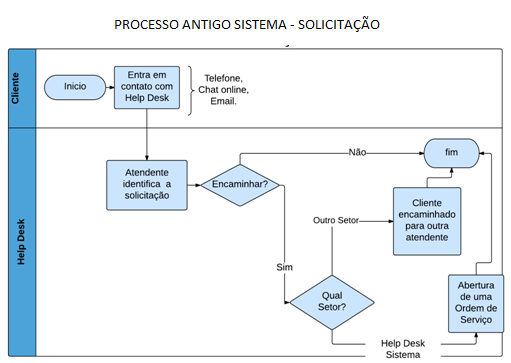 PROCESSO ANTIGO SISTEMA - SOLICITAÇÃO
Cliente
Inicio
Entra em
contato com
Help Desk
Telefone,
Chat online,
Email.
Help Desk
Atendente
identifica a
solicitação
Encaminhar?
Não
fim
Sim
Qual
Setor?
Outro Setor
Cliente
encaminhado
para outra
atendente
Help Desk
Sistema
Abertura
de uma
Ordem de
Serviço